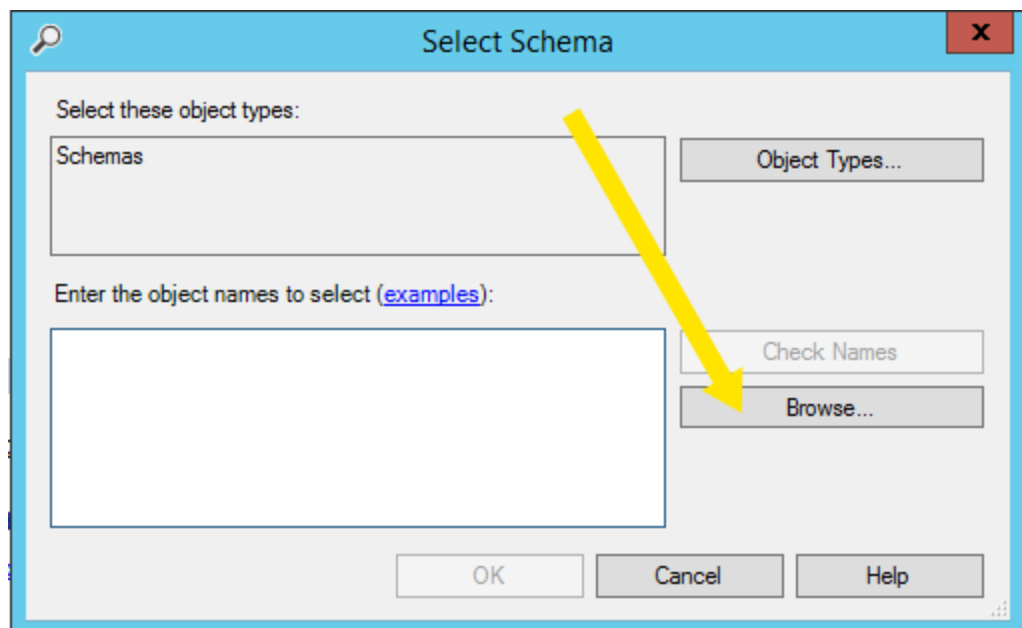 Select Schema
x
Select these object types:
Schemas
Object Types...
Enter the object names to select (examples):
Check Names
Browse...
OK
Cancel
Help